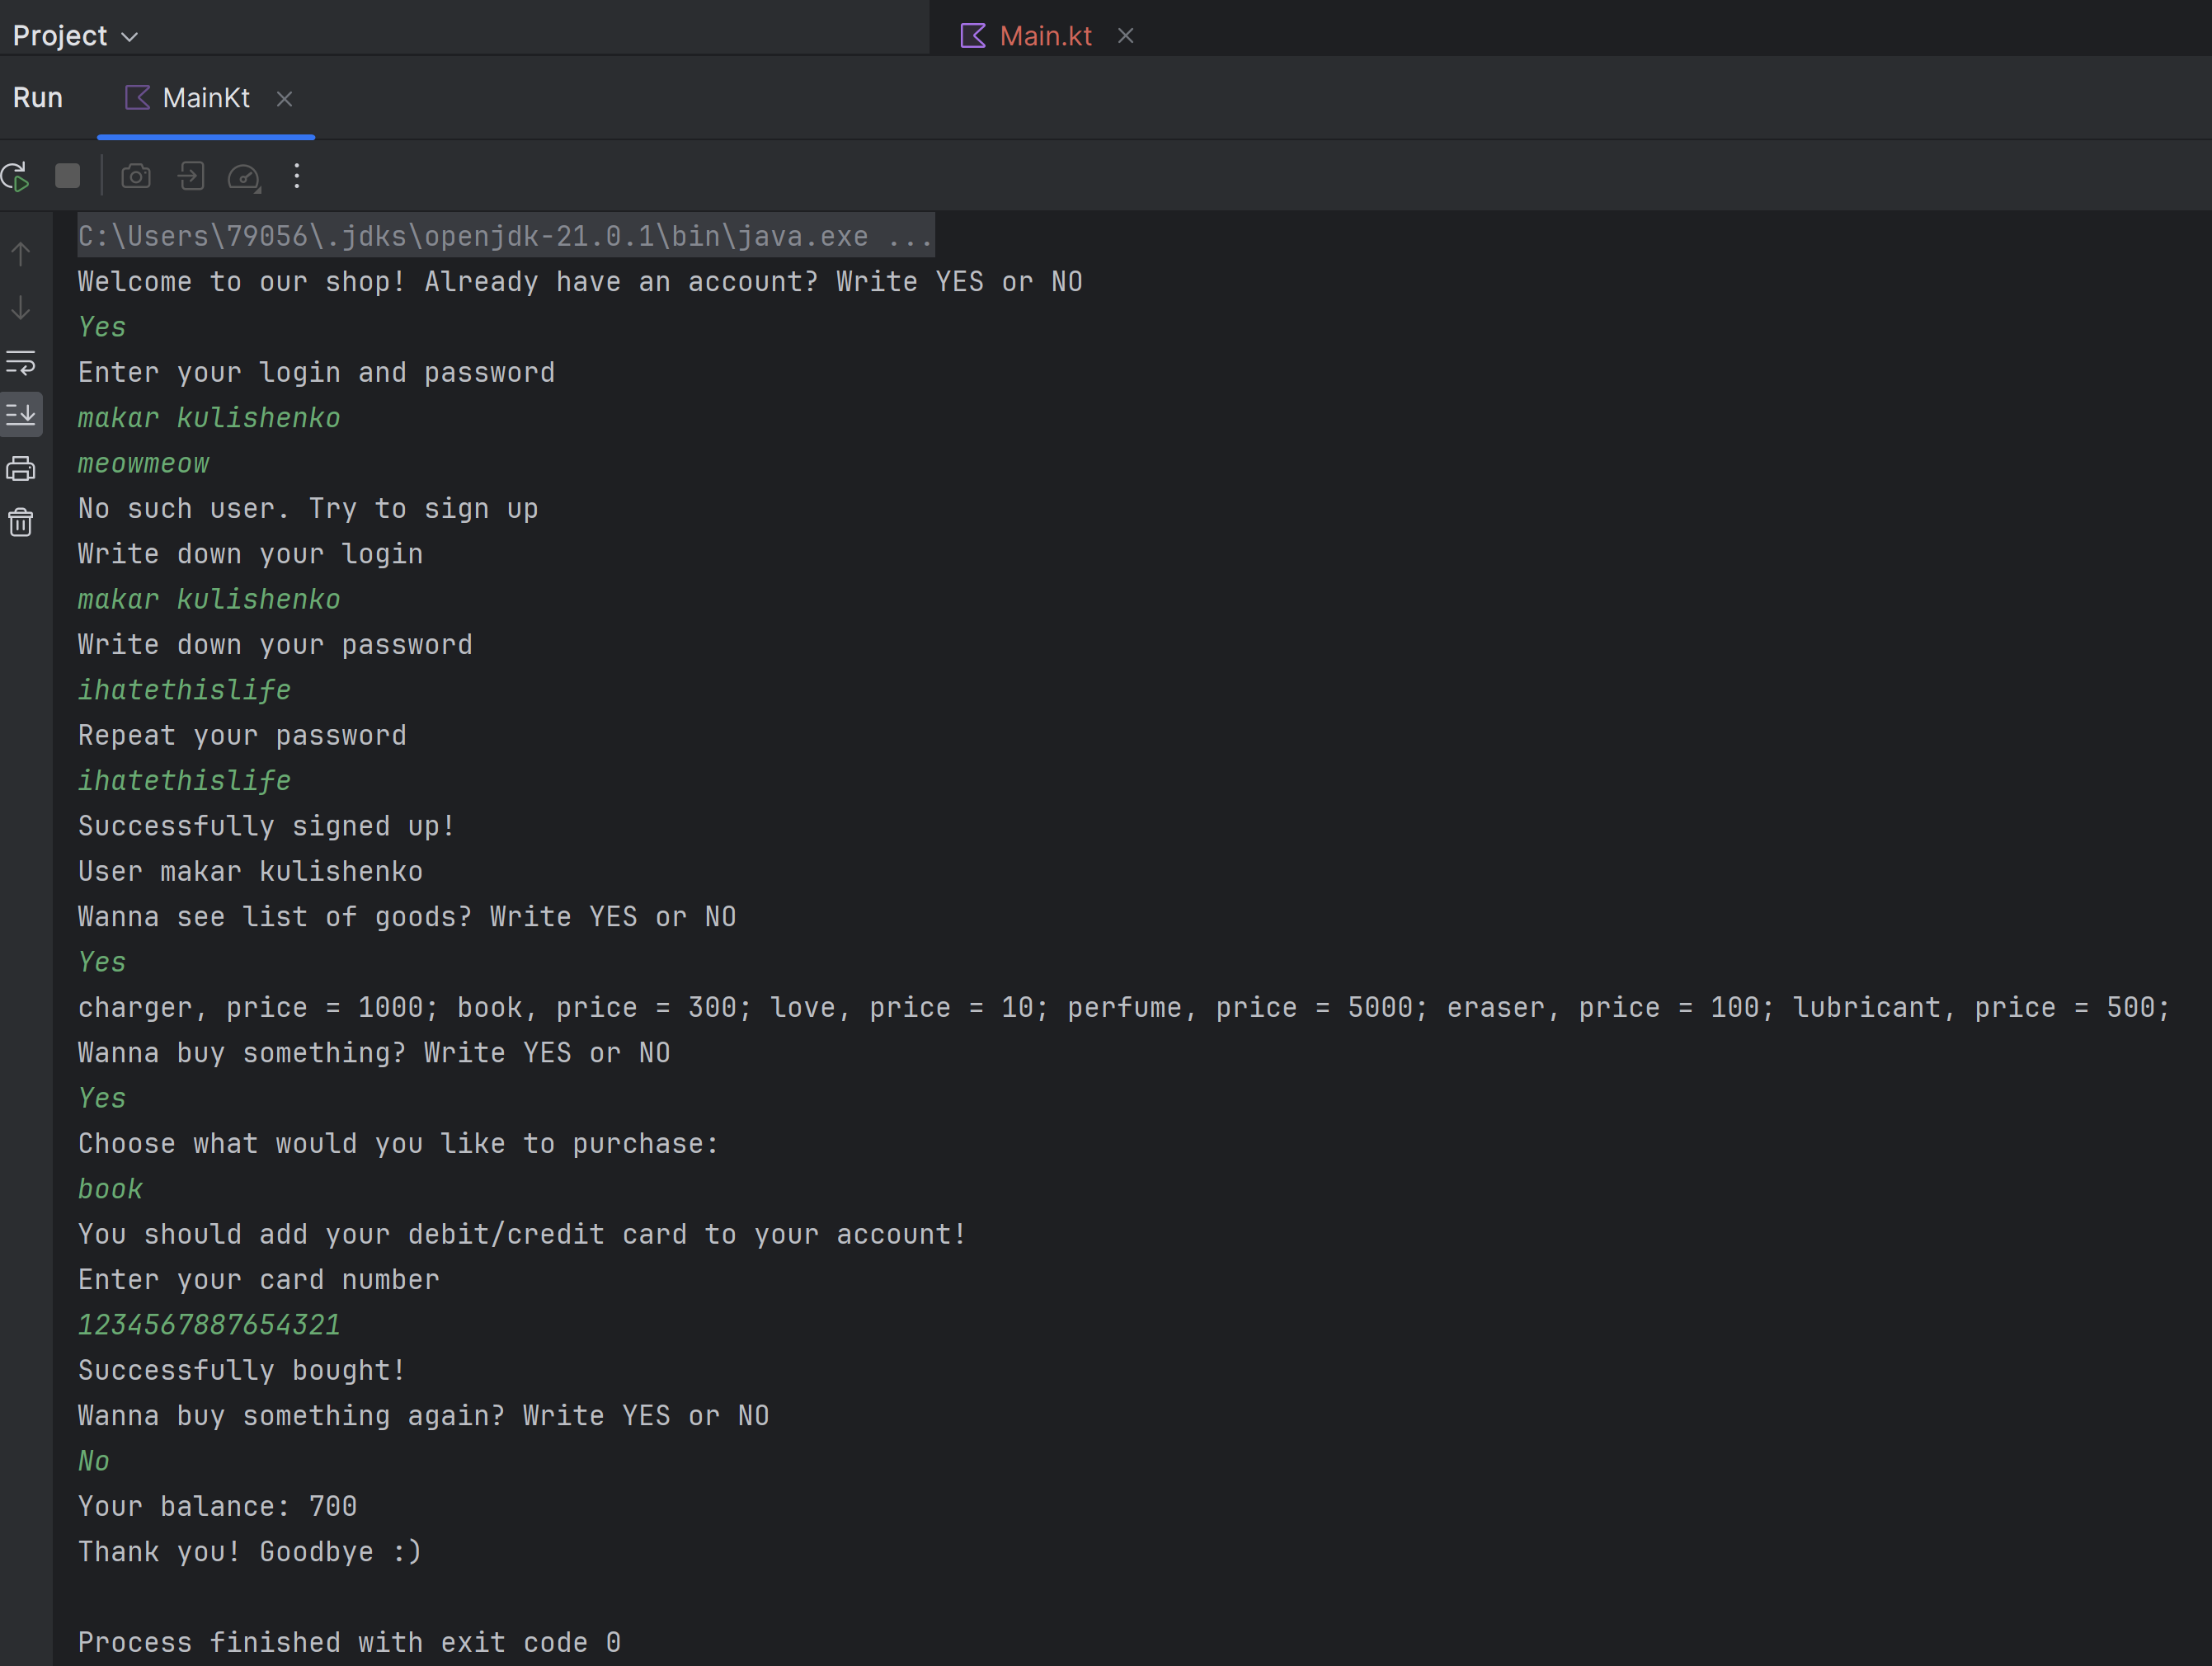 Project
Main.kt
Run
MainKt
C:\Users\79056\.jdks\openjdk-21.0.1\bin\java.exe ...
Welcome to our shop! Already have an account? Write YES or NO
Yes
Enter your login and password
makar kulishenko
meowmeow
No such user. Try to sign up
Write down your login
makar kulishenko
Write down your password
ihatethislife
Repeat your password
ihatethislife
Successfully signed up!
User makar kulishenko
Wanna see list of goods? Write YES or NO
Yes
charger, price = 1000; book, price = 300; love, price = 10; perfume, price = 5000; eraser, price = 100; lubricant, price = 500;
Wanna buy something? Write YES or NO
Yes
Choose what would you like to purchase:
book
You should add your debit/credit card to your account!
Enter your card number
1234567887654321
Successfully bought!
Wanna buy something again? Write YES or NO
No
Your balance: 700
Thank you! Goodbye :)
Process finished with exit code 0